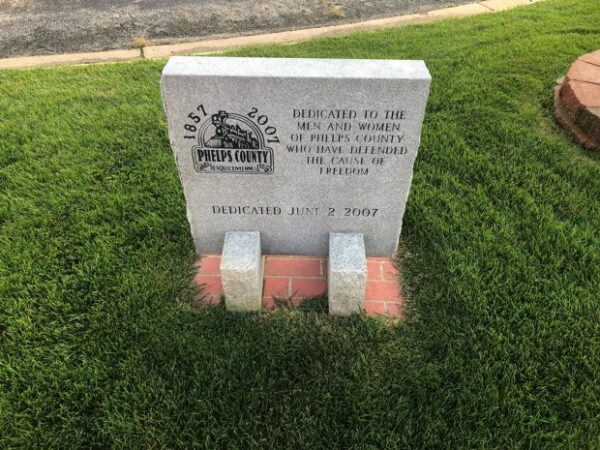 1857 2007
PHELPS COUNTY
SESQUICENTENNIAL
DEDICATED TO THE
MEN AND WOMEN
OF PHELPS COUNTY
WHO HAVE DEFENDED
THE CAUSE OF
FREEDOM
DEDICATED JUNE 2 2007